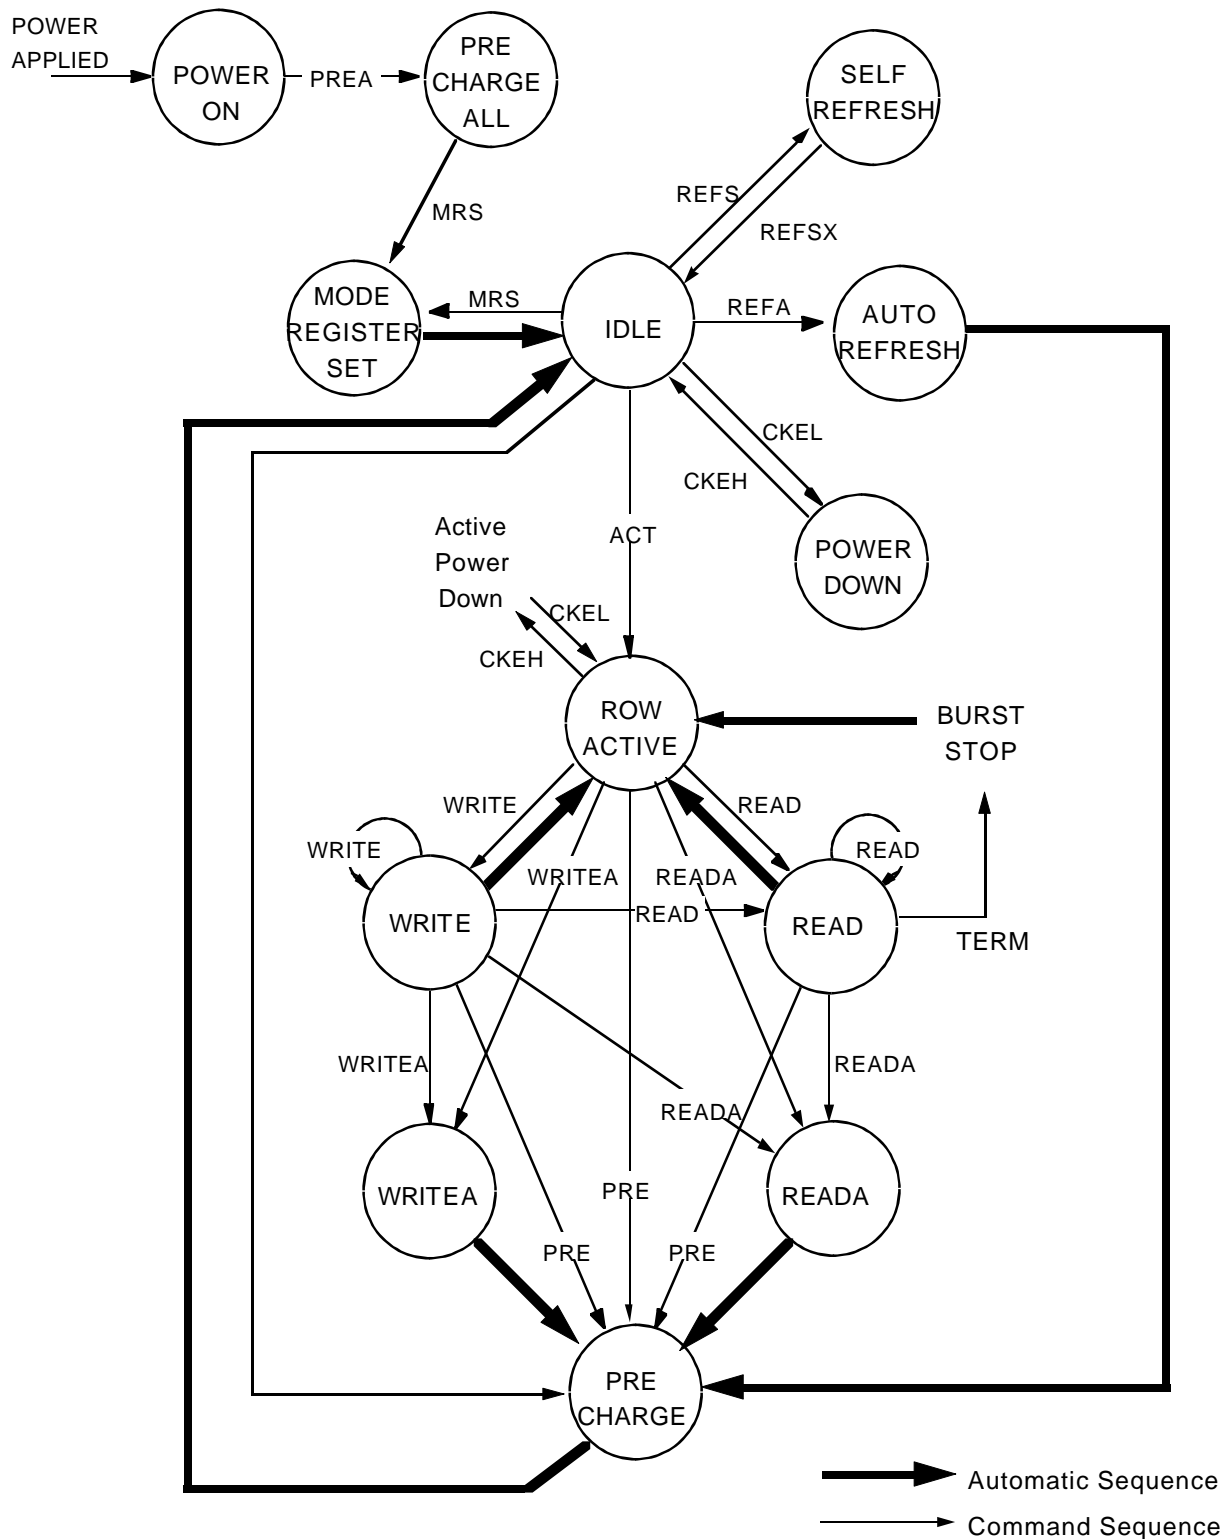 POWER
APPLIED
POWER
ON
PREA
PRE
CHARGE
ALL
SELF
REFRESH
MRS
REFS
REFSX
MODE
REGISTER
SET
MRS
IDLE
REFA
AUTO
REFRESH
CKEL
CKEH
Active
Power
Down
ACT
POWER
DOWN
CKEL
CKEH
ROW
ACTIVE
BURST
STOP
WRITE
READ
WRITE
WRITEA
READA
READ
WRITE
READ
READ
TERM
WRITEA
READA
READA
WRITEA
PRE
READA
PRE
PRE
PRE
CHARGE
Automatic Sequence
Command Sequence